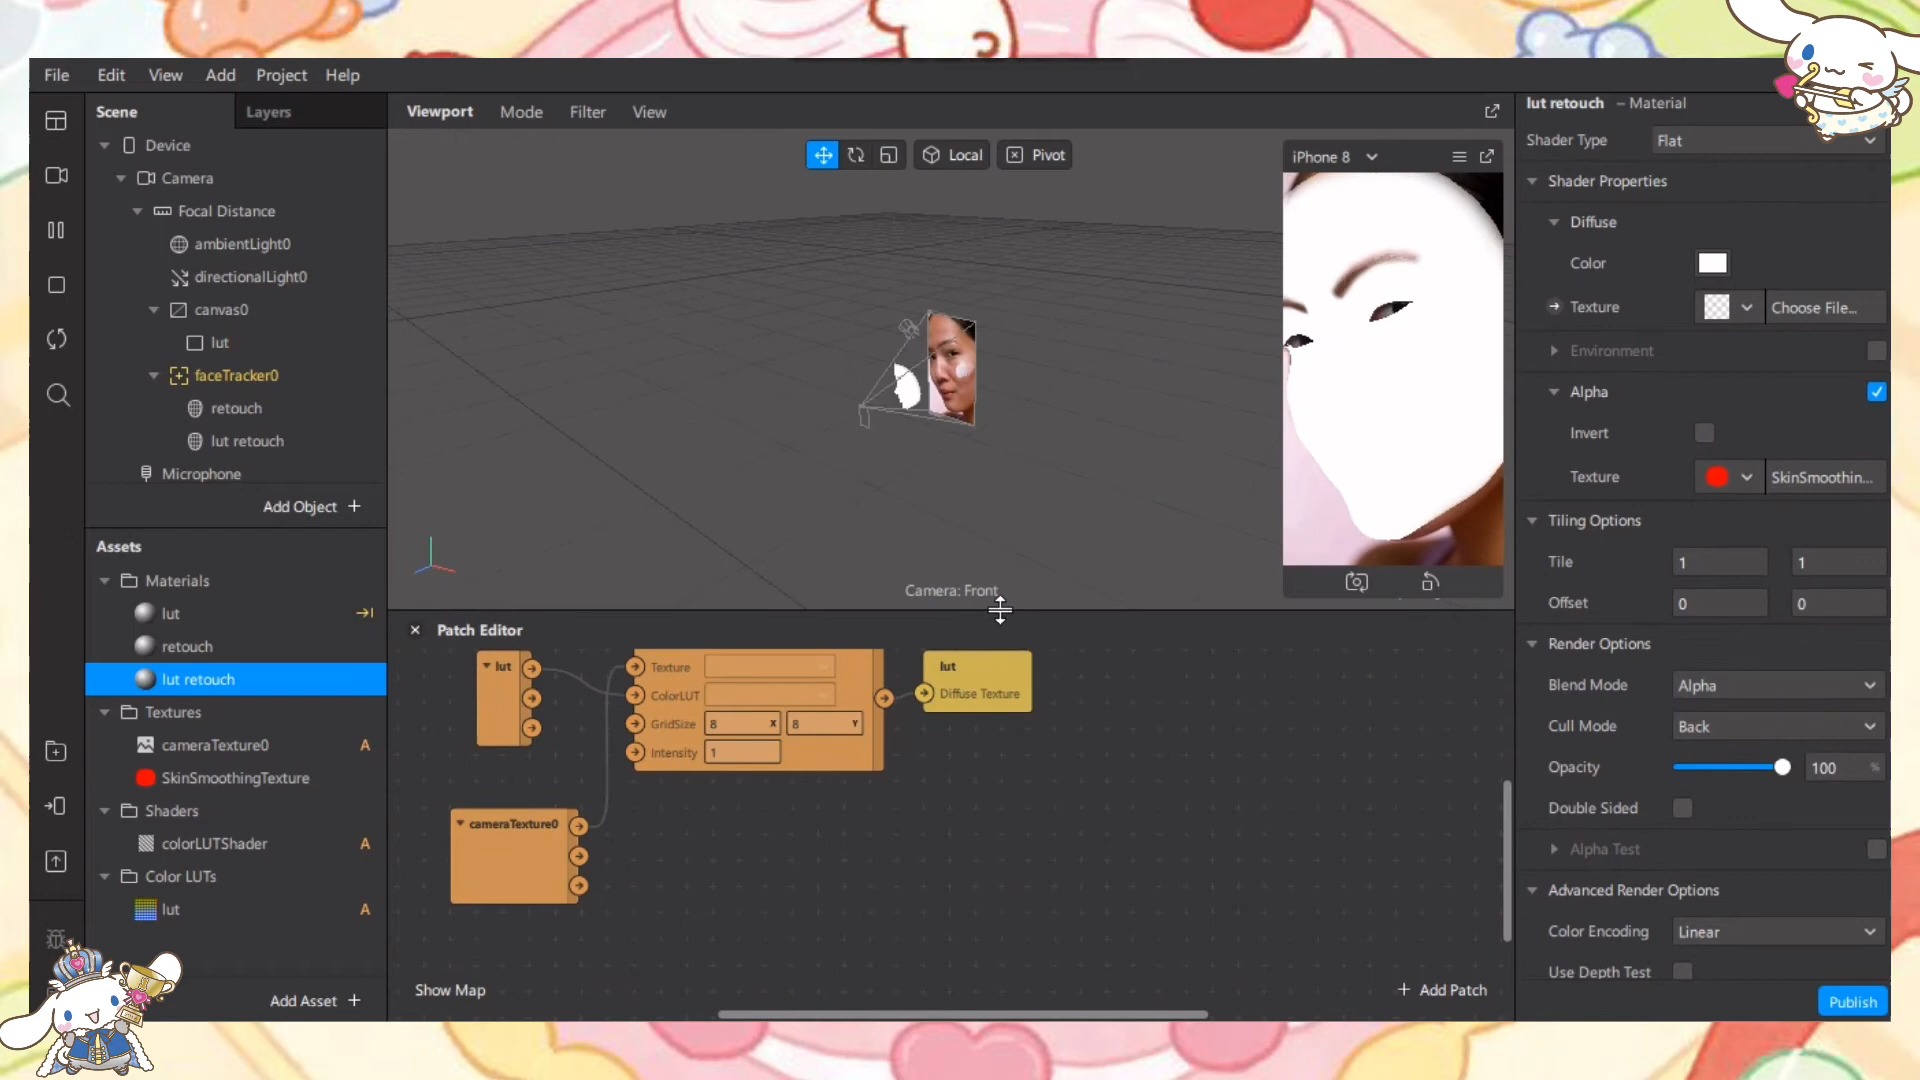 File Edit View Add Project Help
Scene Layers
Device
Camera
Focal Distance
ambientLight0
directionalLight0
canvas0
lut
faceTracker0
retouch
lut retouch
Microphone
Add Object +
Assets
Materials
lut
retouch
lut retouch
Textures
cameraTexture0 A
SkinSmoothingTexture
Shaders
colorLUTShader A
Color LUTs
lut A
Add Asset +
Viewport Mode Filter View
Local Pivot
iPhone 8
Camera: Front
Patch Editor
lut
Texture
ColorLUT
GridSize 8 X 8 Y
Intensity 1
lut
Diffuse Texture
cameraTexture0
Show Map
+ Add Patch
lut retouch – Material
Shader Type Flat
Shader Properties
Diffuse
Color
Texture Choose File...
Environment
Alpha
Invert
Texture SkinSmoothin...
Tiling Options
Tile 1 1
Offset 0 0
Render Options
Blend Mode Alpha
Cull Mode Back
Opacity 100 %
Double Sided
Alpha Test
Advanced Render Options
Color Encoding Linear
Use Depth Test
Publish